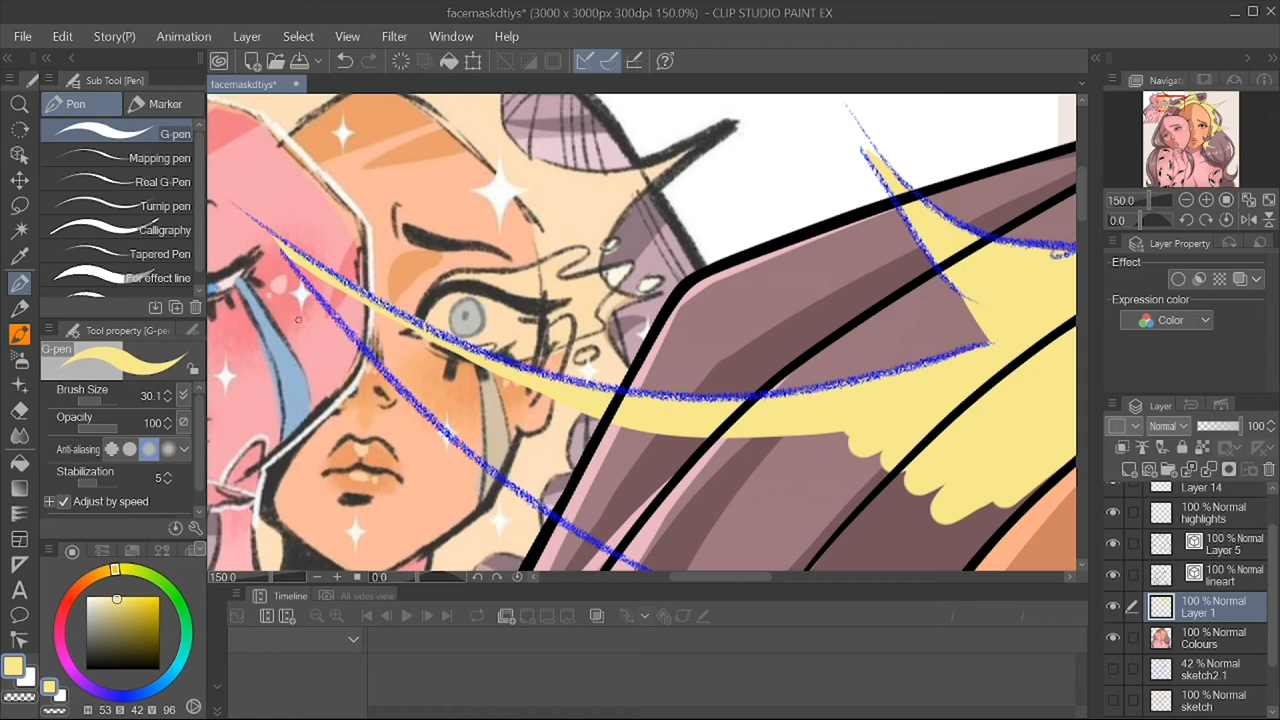 facemaskdtiys* (3000 x 3000px 300dpi 150.0%) - CLIP STUDIO PAINT EX
File Edit Story(P) Animation Layer Select View Filter Window Help
Sub Tool [Pen]
facemaskdtiys*
Navigat
Pen Marker
G-pen
Mapping pen
Real G-Pen
Turnip pen
Calligraphy
Tapered Pen
For effect line
Tool property [G-pe
G-pen
Brush Size 30.1
Opacity 100
Anti-aliasing
Stabilization 5
Adjust by speed
H 53 S 42 V 96
150.0 0.0
Timeline All sides view
150.0
0.0
Layer Property
Effect
Expression color
Color
Layer
Normal 100
Layer 14
100 % Normal
highlights
100 % Normal
Layer 5
100 % Normal
lineart
100 % Normal
Layer 1
100 % Normal
Colours
42 % Normal
sketch2.1
100 % Normal
sketch